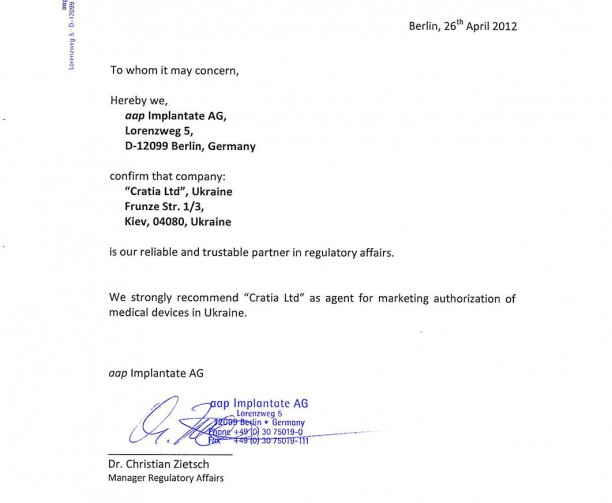 Lorenzweg 5 · D-12099
Berlin, 26th April 2012
To whom it may concern,
Hereby we,
aap Implantate AG,
Lorenzweg 5,
D-12099 Berlin, Germany
confirm that company:
“Cratia Ltd”, Ukraine
Frunze Str. 1/3,
Kiev, 04080, Ukraine
is our reliable and trustable partner in regulatory affairs.
We strongly recommend “Cratia Ltd” as agent for marketing authorization of
medical devices in Ukraine.
aap Implantate AG
aap Implantate AG
Lorenzweg 5
12099 Berlin • Germany
Phone +49 (0) 30 75019-0
Fax +49 (0) 30 75019-111
Dr. Christian Zietsch
Manager Regulatory Affairs